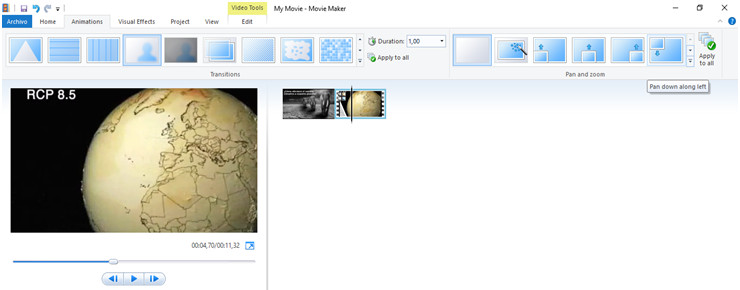 Video Tools
My Movie - Movie Maker
Archivo
Home
Animations
Visual Effects
Project
View
Edit
Duration:
1,00
Apply to all
Apply
to all
Transitions
Pan and zoom
Pan down along left
RCP 8.5
00:04,70/00:11,32